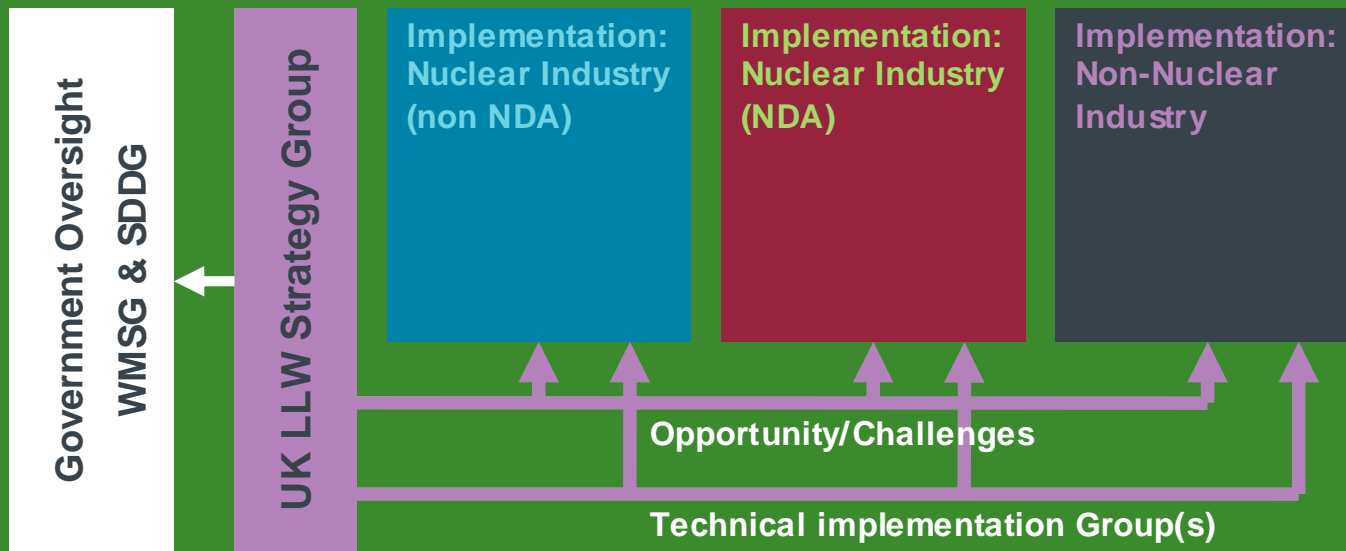 Government Oversight
WMSG & SDDG
UK LLW Strategy Group
Implementation:
Nuclear Industry
(non NDA)
Implementation:
Nuclear Industry
(NDA)
Implementation:
Non-Nuclear
Industry
Opportunity/Challenges
Technical implementation Group(s)